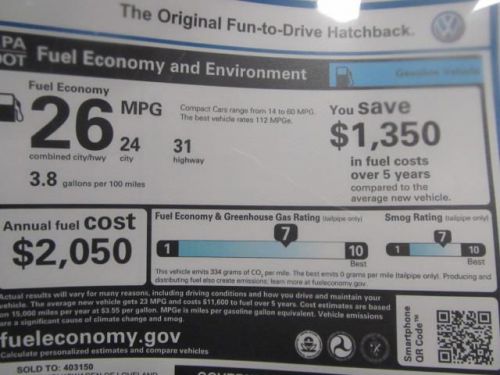 The Original Fun-to-Drive Hatchback.
PA
OT
Fuel Economy and Environment
Gasoline Vehicle
Fuel Economy
26 MPG
combined city/hwy
24
city
31
highway
3.8 gallons per 100 miles
Compact Cars range from 14 to 60 MPG.
The best vehicle rates 112 MPGe.
You save
$1,350
in fuel costs
over 5 years
compared to the
average new vehicle.
Annual fuel cost
$2,050
Fuel Economy & Greenhouse Gas Rating (tailpipe only)
7
1
10
Best
Smog Rating (tailpipe only)
7
1
10
Best
This vehicle emits 334 grams of CO2 per mile. The best emits 0 grams per mile (tailpipe only). Producing and
distributing fuel also create emissions; learn more at fueleconomy.gov.
Actual results will vary for many reasons, including driving conditions and how you drive and maintain your
vehicle. The average new vehicle gets 23 MPG and costs $11,600 to fuel over 5 years. Cost estimates are based
on 15,000 miles per year at $3.55 per gallon. MPGe is miles per gasoline gallon equivalent. Vehicle emissions
are a significant cause of climate change and smog.
fueleconomy.gov
Calculate personalized estimates and compare vehicles
Smartphone
QR Code™
SOLD TO: 403150